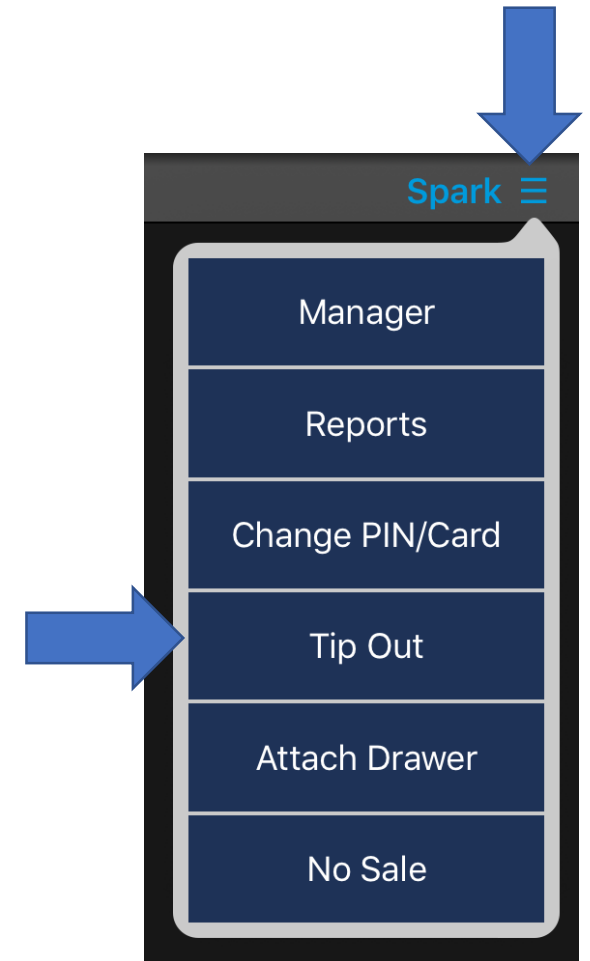 Spark
Manager
Reports
Change PIN/Card
Tip Out
Attach Drawer
No Sale